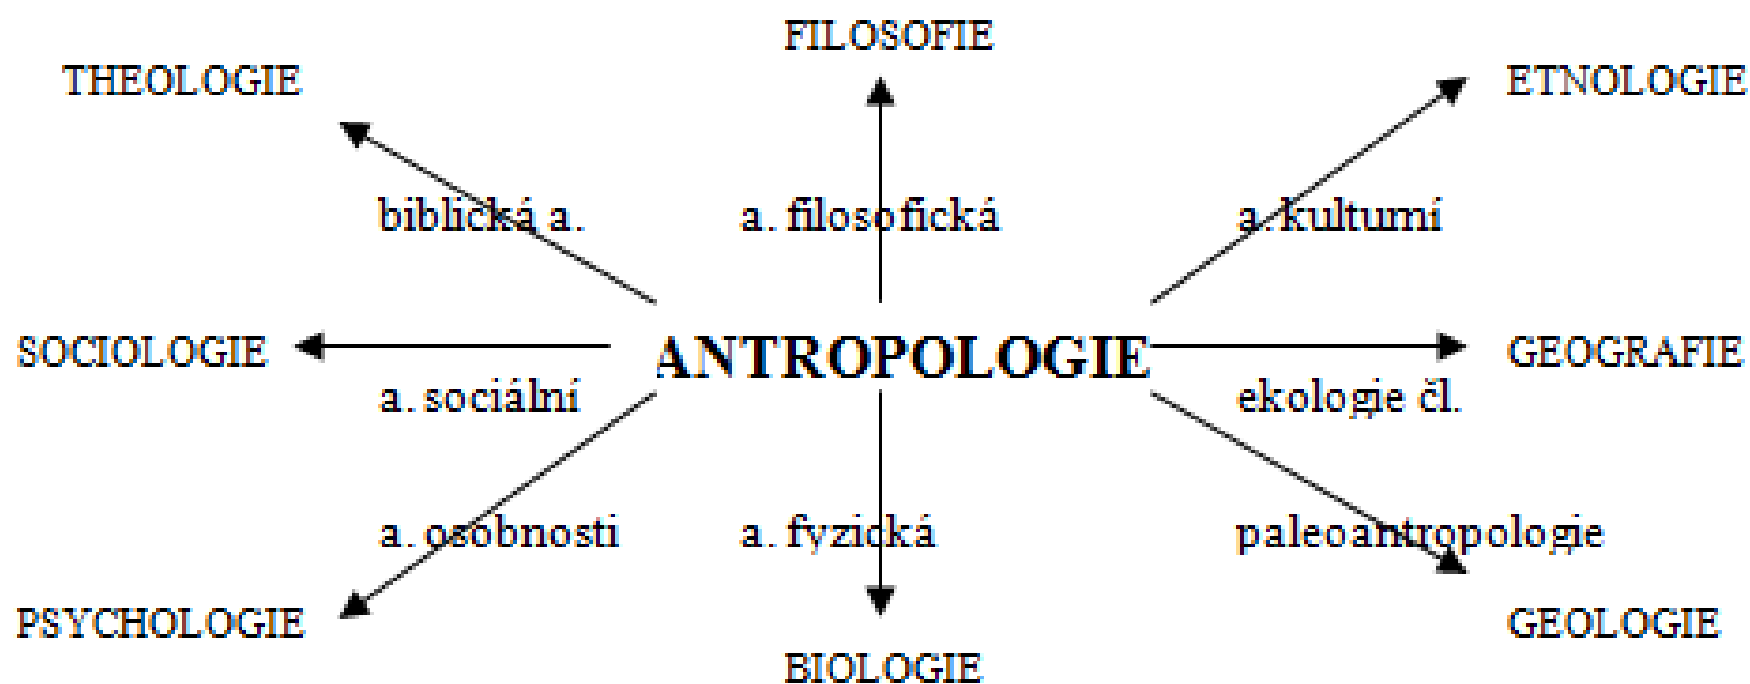 FILOSOFIE
THEOLOGIE
ETNOLOGIE
biblická a.
a. filosofická
a. kulturní
SOCIOLOGIE
ANTROPOLOGIE
GEOGRAFIE
a. sociální
ekologie čl.
a. osobnosti
a. fyzická
paleoantropologie
PSYCHOLOGIE
GEOLOGIE
BIOLOGIE